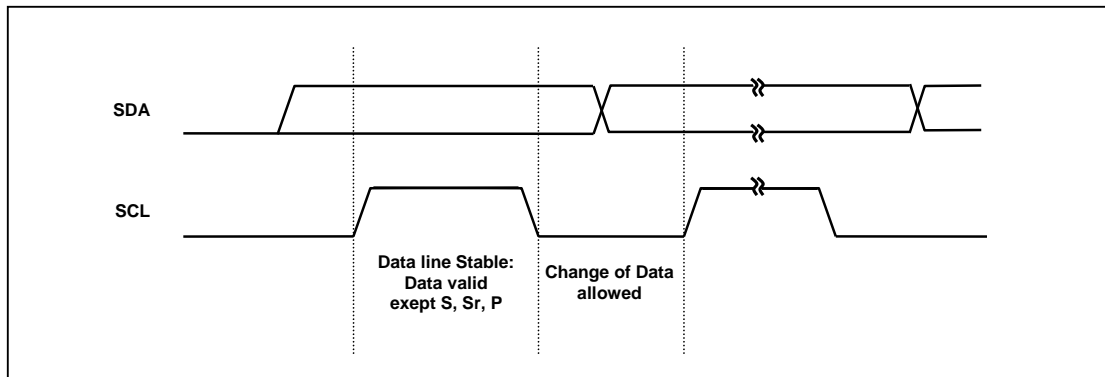 SDA
SCL
Data line Stable:
Data valid
exept S, Sr, P
Change of Data
allowed